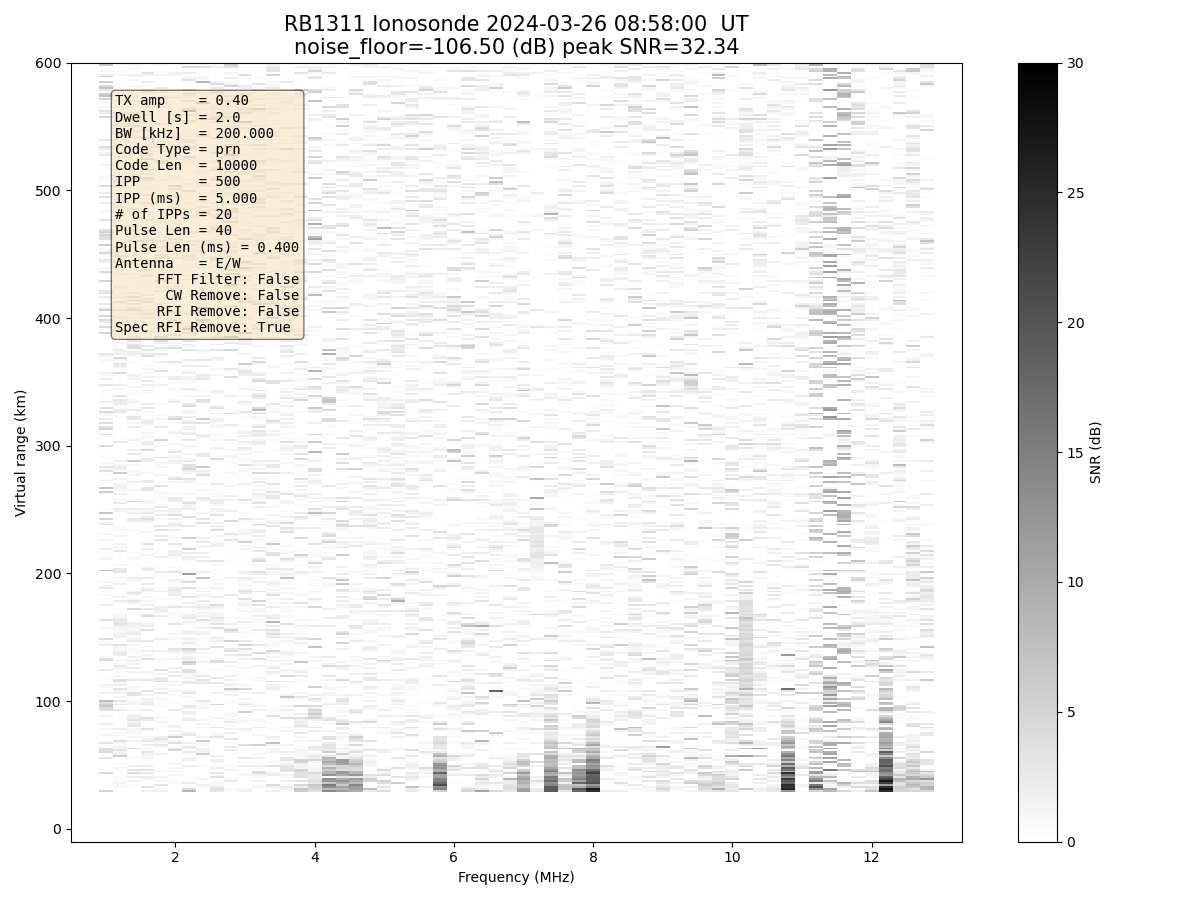 RB1311 Ionosonde 2024-03-26 08:58:00  UT
noise_floor=-106.50 (dB) peak SNR=32.34
600
500
400
300
200
100
0
Virtual range (km)
TX amp    = 0.40
Dwell [s] = 2.0
BW [kHz]  = 200.000
Code Type = prn
Code Len  = 10000
IPP       = 500
IPP (ms)  = 5.000
# of IPPs = 20
Pulse Len = 40
Pulse Len (ms) = 0.400
Antenna   = E/W
FFT Filter: False
CW Remove: False
RFI Remove: False
Spec RFI Remove: True
2 4 6 8 10 12
Frequency (MHz)
30
25
20
15
10
5
0
SNR (dB)